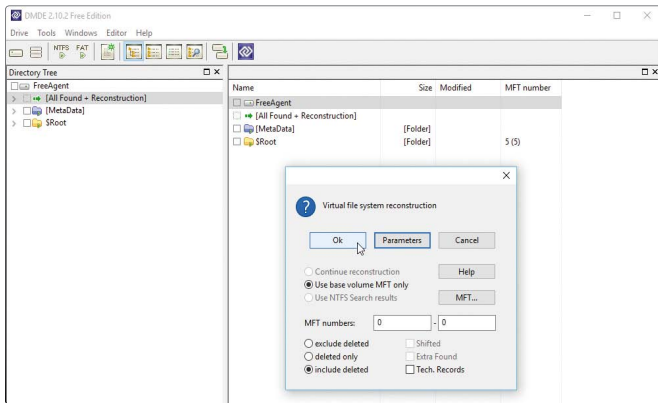 DMDE 2.10.2 Free Edition
Drive Tools Windows Editor Help
NTFS FAT
Directory Tree
FreeAgent
[All Found + Reconstruction]
[MetaData]
$Root
Name Size Modified MFT number
FreeAgent
[All Found + Reconstruction]
[MetaData] [Folder]
$Root [Folder] 5 (5)
Virtual file system reconstruction
Ok Parameters Cancel
Continue reconstruction Help
Use base volume MFT only
Use NTFS Search results MFT...
MFT numbers: 0 - 0
exclude deleted Shifted
deleted only Extra Found
include deleted Tech. Records